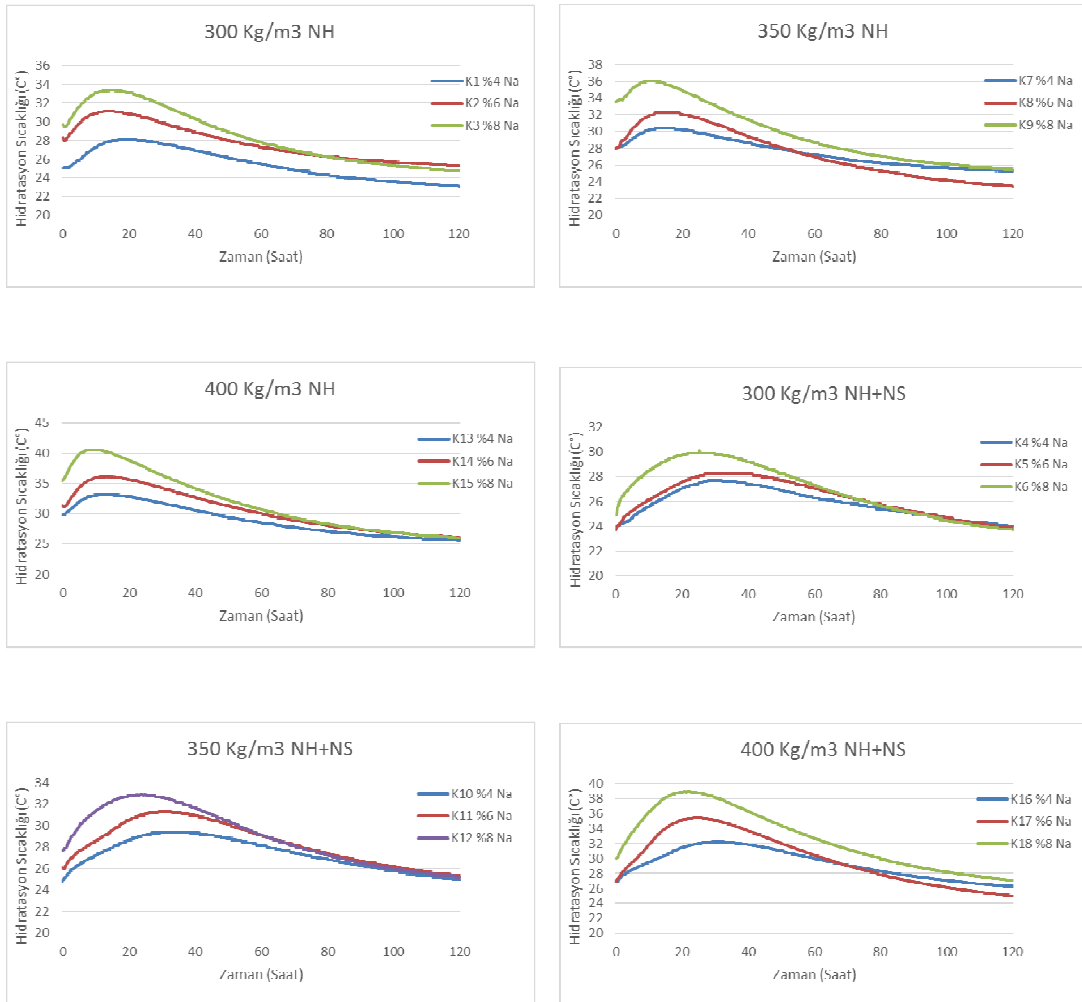 300 Kg/m3 NH
Hidratasyon Sıcaklığı(C°)
36
34
32
30
28
26
24
22
20
0
20
40
60
80
100
120
Zaman (Saat)
K1 %4 Na
K2 %6 Na
K3 %8 Na
350 Kg/m3 NH
Hidratasyon Sıcaklığı (C°)
38
36
34
32
30
28
26
24
22
20
0
20
40
60
80
100
120
Zaman (Saat)
K7 %4 Na
K8 %6 Na
K9 %8 Na
400 Kg/m3 NH
Hidratasyon Sıcaklığı(C°)
45
40
35
30
25
20
0
20
40
60
80
100
120
Zaman (Saat)
K13 %4 Na
K14 %6 Na
K15 %8 Na
300 Kg/m3 NH+NS
Hidratasyon Sıcaklığı(C°)
32
30
28
26
24
22
20
0
20
40
60
80
100
120
Zaman (Saat)
K4 %4 Na
K5 %6 Na
K6 %8 Na
350 Kg/m3 NH+NS
Hidratasyon Sıcaklığı(C°)
34
32
30
28
26
24
22
20
0
20
40
60
80
100
120
Zaman (Saat)
K10 %4 Na
K11 %6 Na
K12 %8 Na
400 Kg/m3 NH+NS
Hidratasyon Sıcaklığı(C°)
40
38
36
34
32
30
28
26
24
22
20
0
20
40
60
80
100
120
Zaman (Saat)
K16 %4 Na
K17 %6 Na
K18 %8 Na